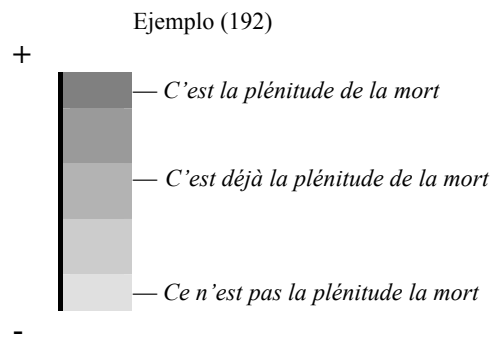 Ejemplo (192)
+
— C’est la plénitude de la mort
— C’est déjà la plénitude de la mort
— Ce n’est pas la plénitude la mort
-